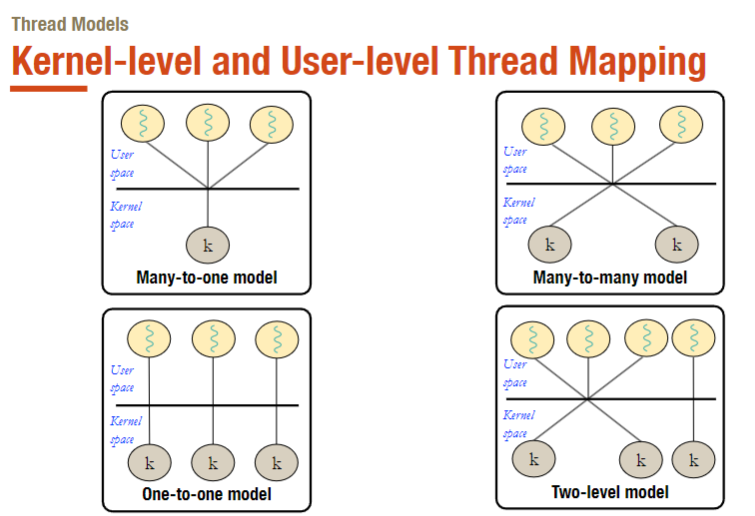 Thread Models
Kernel-level and User-level Thread Mapping
User
space
Kernel
space
k
Many-to-one model
User
space
Kernel
space
k k
Many-to-many model
User
space
Kernel
space
k k k
One-to-one model
User
space
Kernel
space
k k k
Two-level model